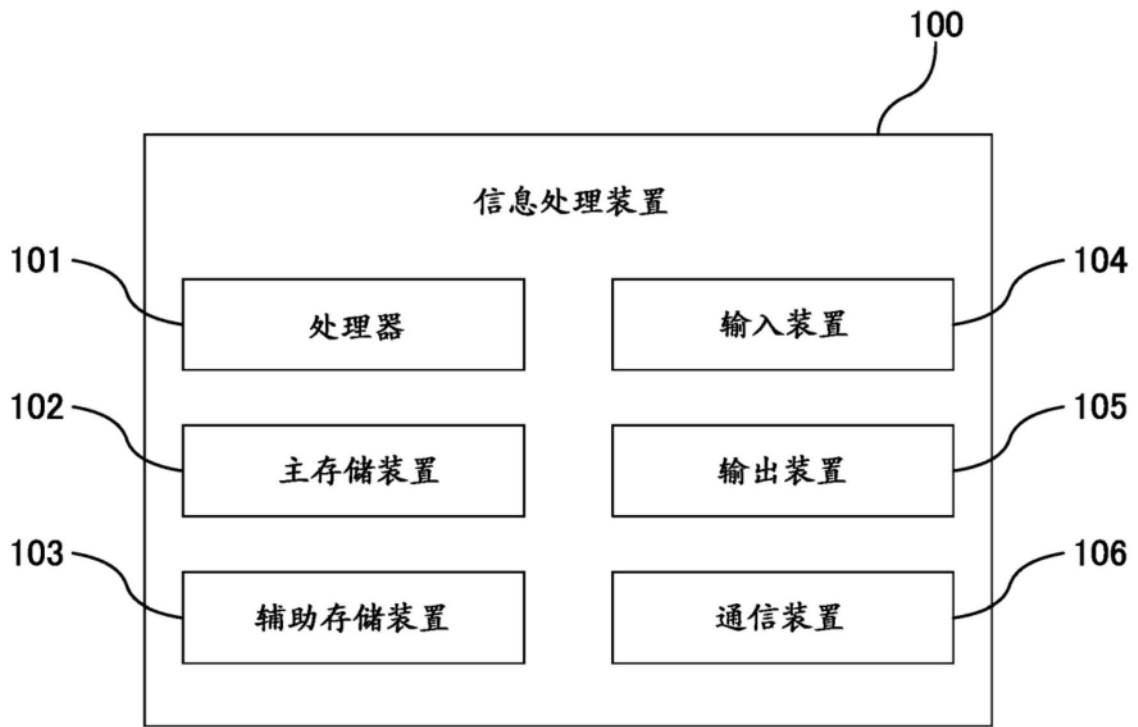 100
信息处理装置
101
处理器
输入装置
104
102
主存储装置
输出装置
105
103
辅助存储装置
通信装置
106